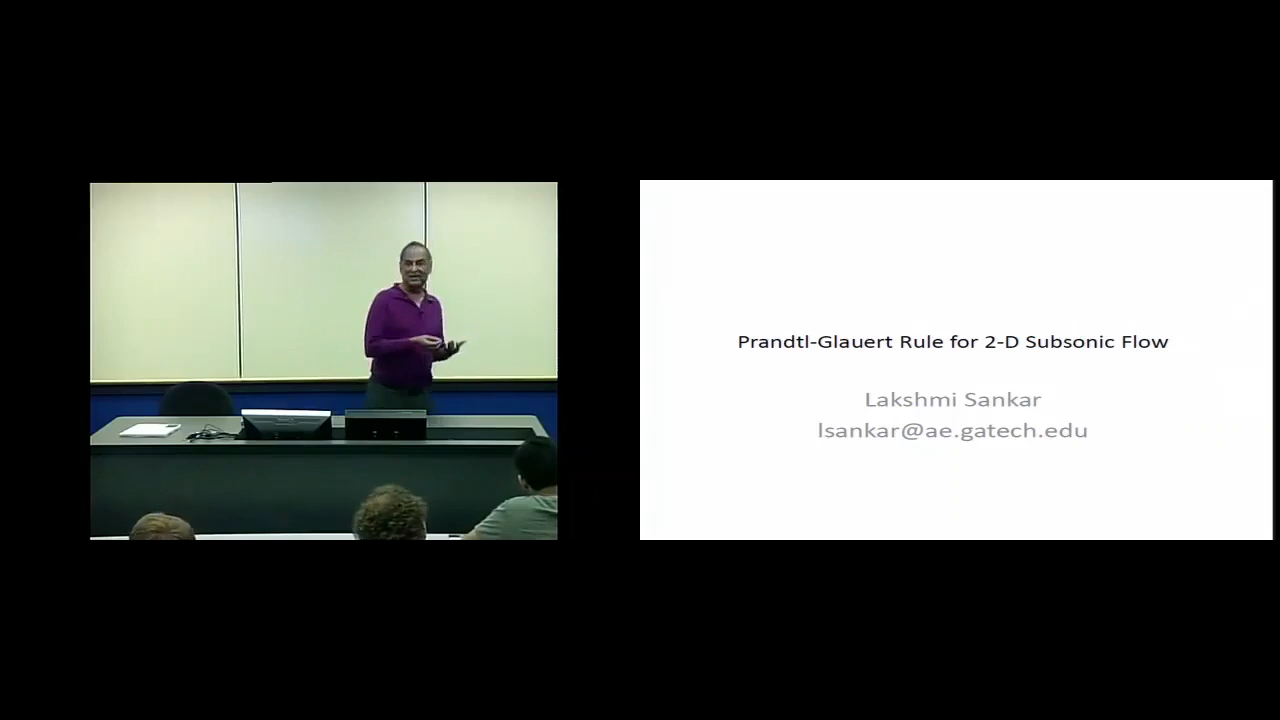 Prandtl-Glauert Rule for 2-D Subsonic Flow
Lakshmi Sankar
lsankar@ae.gatech.edu